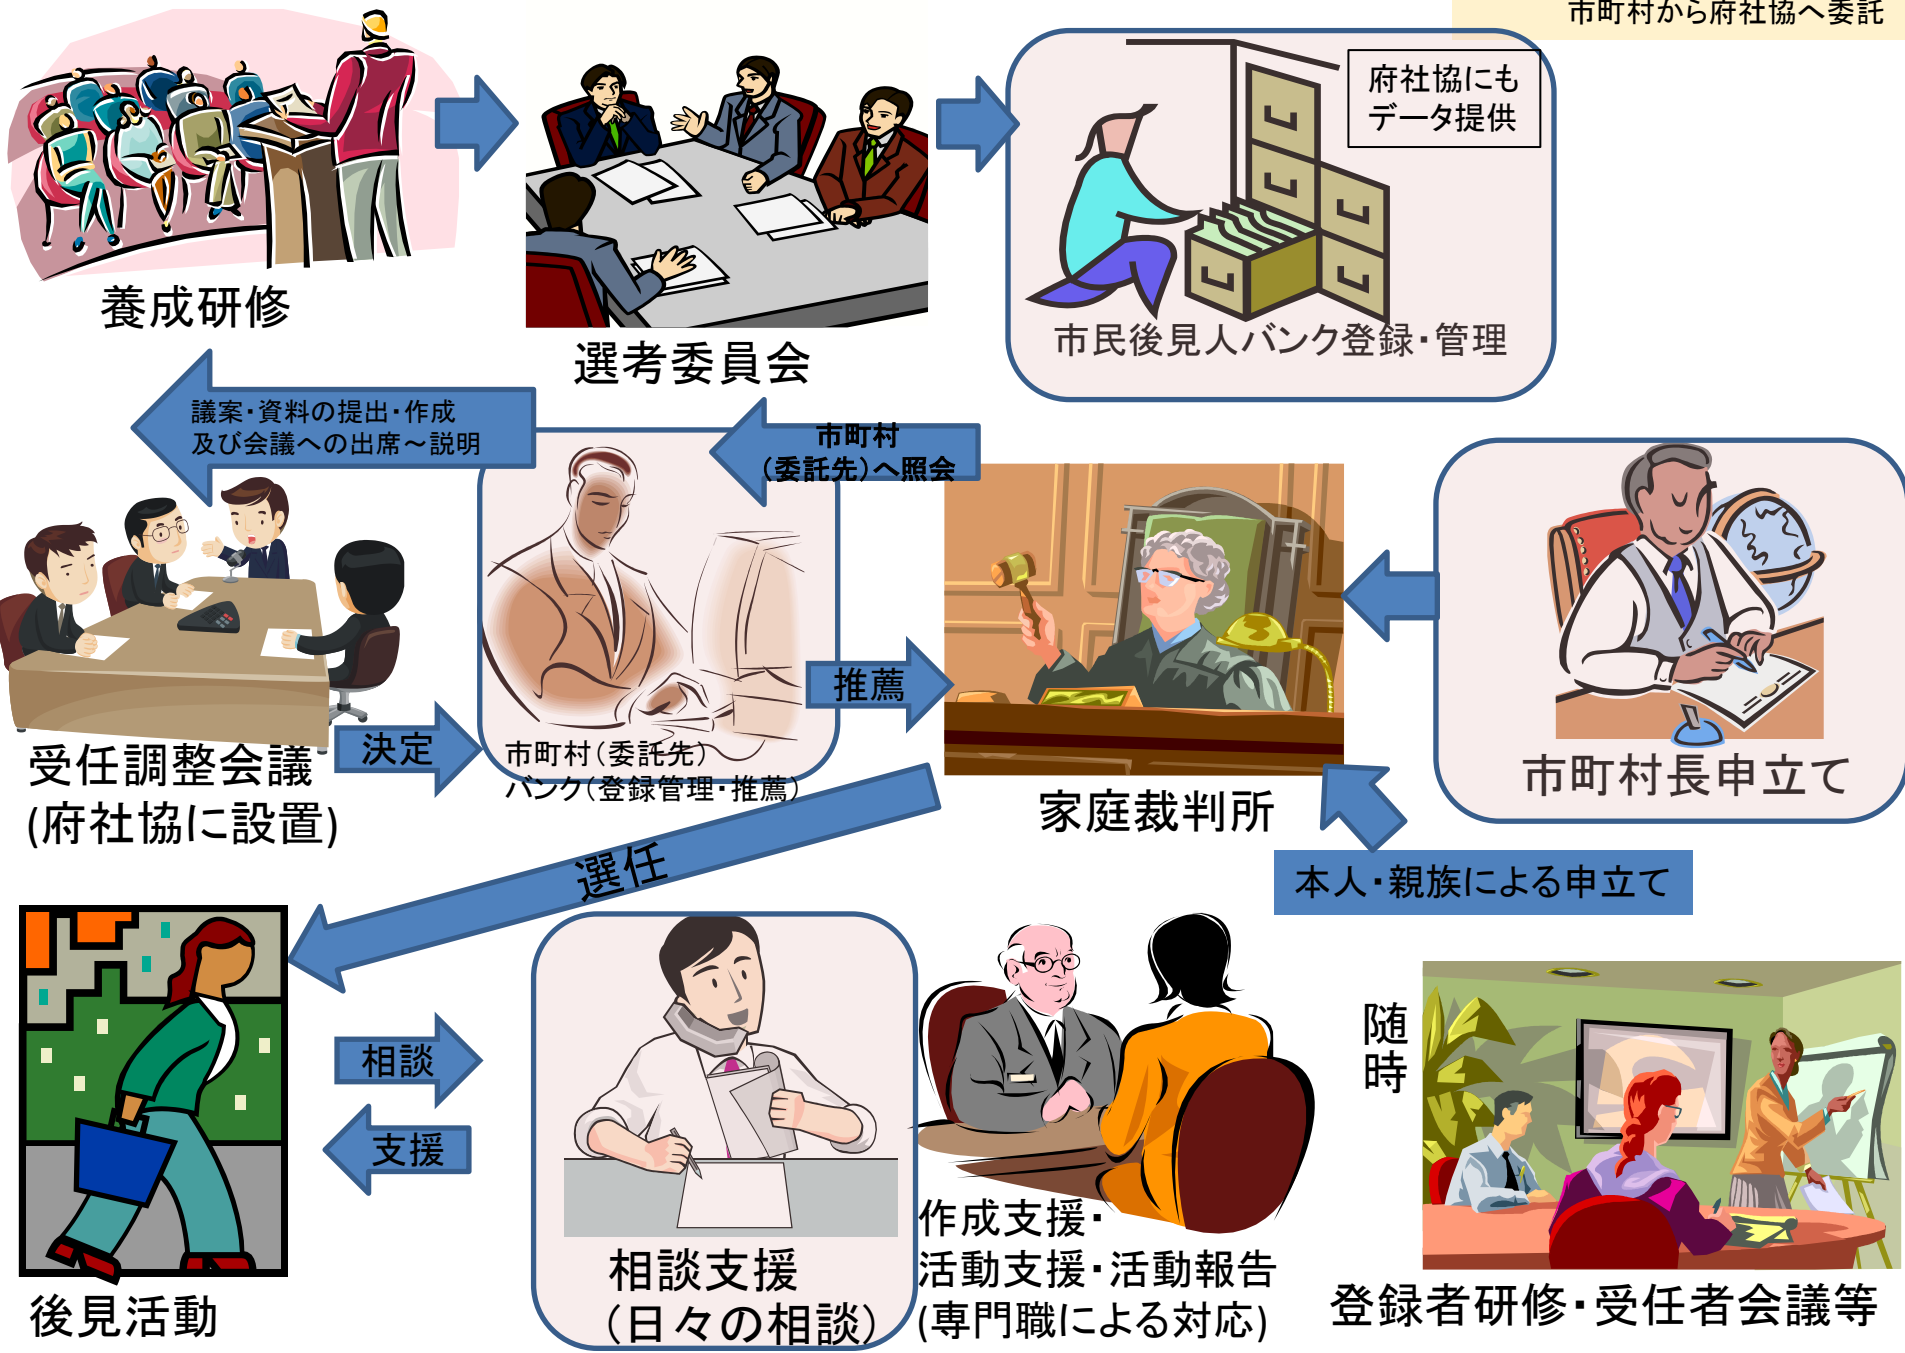 市町村から府社協へ委託
府社協にも
データ提供
養成研修
選考委員会
市民後見人バンク登録・管理
議案・資料の提出・作成
及び会議への出席～説明
市町村
（委託先）へ照会
推薦
決定
市町村（委託先）
バンク（登録管理・推薦）
受任調整会議
(府社協に設置)
家庭裁判所
市町村長申立て
本人・親族による申立て
選任
相談
支援
後見活動
相談支援
（日々の相談）
作成支援・
活動支援・活動報告
(専門職による対応)
随時
登録者研修・受任者会議等